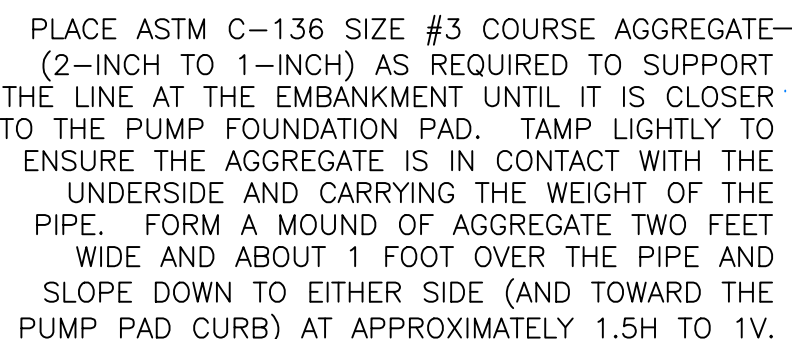 PLACE ASTM C-136 SIZE #3 COURSE AGGREGATE
(2-INCH TO 1-INCH) AS REQUIRED TO SUPPORT
THE LINE AT THE EMBANKMENT UNTIL IT IS CLOSER
TO THE PUMP FOUNDATION PAD. TAMP LIGHTLY TO
ENSURE THE AGGREGATE IS IN CONTACT WITH THE
UNDERSIDE AND CARRYING THE WEIGHT OF THE
PIPE. FORM A MOUND OF AGGREGATE TWO FEET
WIDE AND ABOUT 1 FOOT OVER THE PIPE AND
SLOPE DOWN TO EITHER SIDE (AND TOWARD THE
PUMP PAD CURB) AT APPROXIMATELY 1.5H TO 1V.